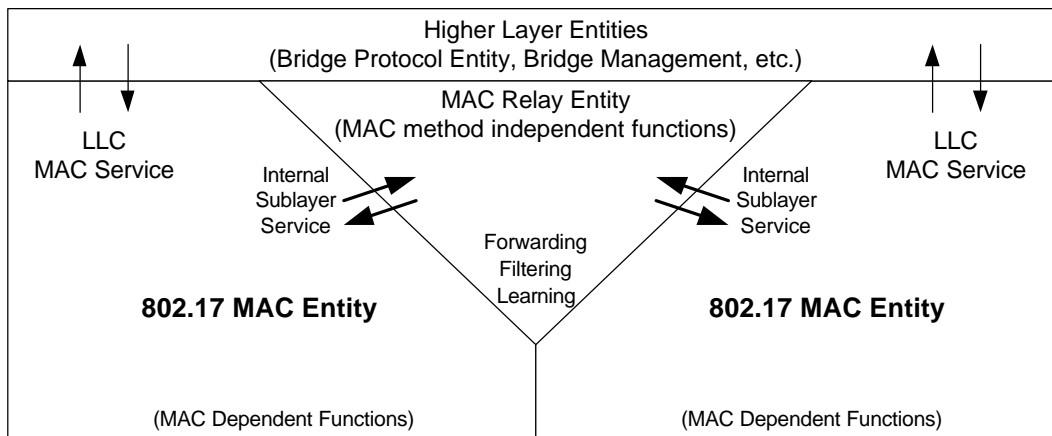 Higher Layer Entities
(Bridge Protocol Entity, Bridge Management, etc.)
MAC Relay Entity
(MAC method independent functions)
LLC
MAC Service
LLC
MAC Service
Internal
Sublayer
Service
Internal
Sublayer
Service
Forwarding
Filtering
Learning
802.17 MAC Entity
802.17 MAC Entity
(MAC Dependent Functions)
(MAC Dependent Functions)